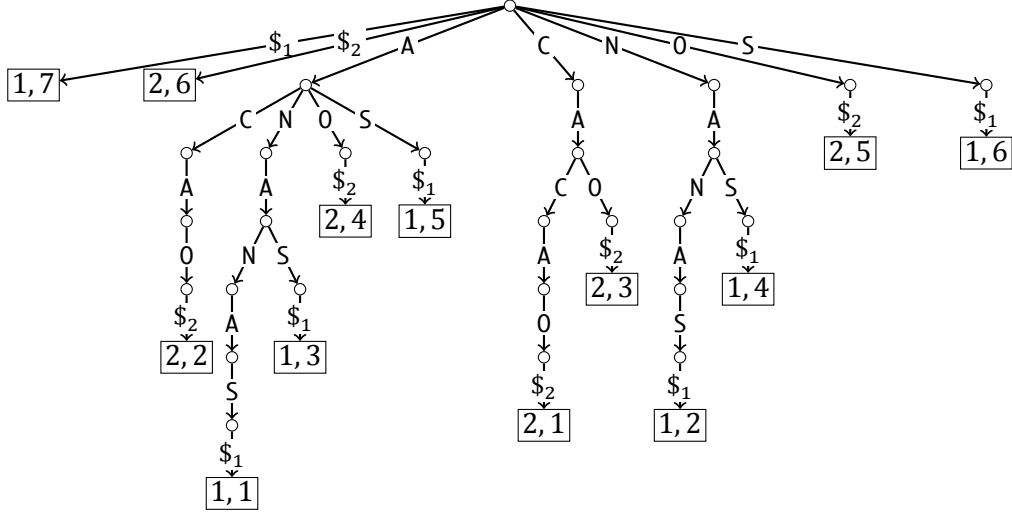 $₁ $₂ A C N O S
1, 7 2, 6
C N O S A A $₂ $₁
2, 5 1, 6
A A $₂ $₁ C O N S
2, 4 1, 5
O N S A $₂ A $₁
2, 3 1, 4
$₂ A $₁ O S
2, 2 1, 3
S $₂ $₁
2, 1 1, 2
$₁
1, 1